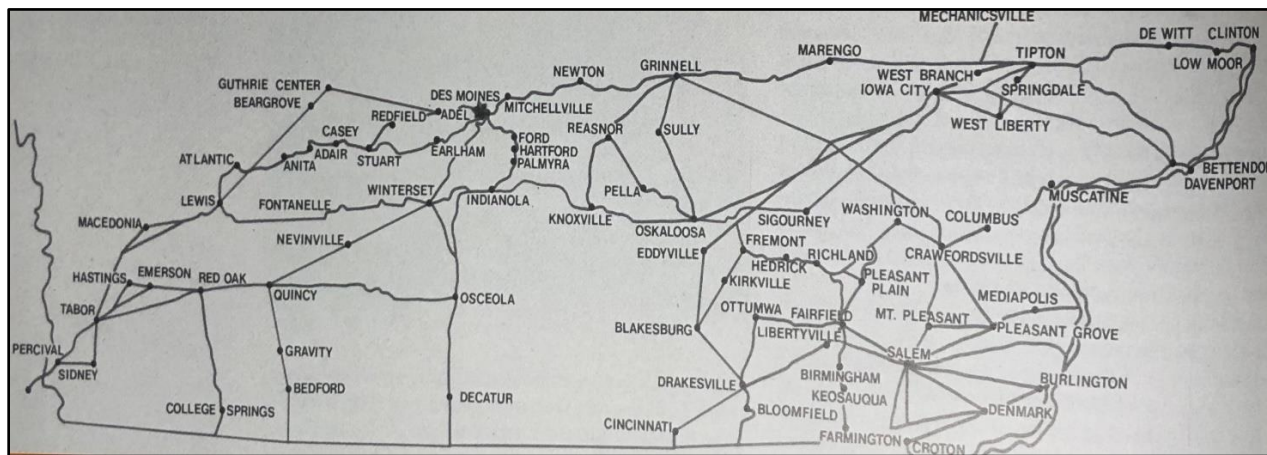 MECHANICSVILLE
DE WITT
CLINTON
MARENGO
TIPTON
LOW MOOR
GRINNELL
WEST BRANCH
NEWTON
IOWA CITY
SPRINGDALE
GUTHRIE CENTER
DES MOINES
MITCHELLVILLE
BEARGROVE
ADEL
REDFIELD
WEST LIBERTY
REASNOR
SULLY
CASEY
FORD
ADAIR
STUART
EARLHAM
HARTFORD
ATLANTIC
ANITA
PALMYRA
BETTENDO
DAVENPORT
PELLA
WINTERSET
INDIANOLA
MUSCATINE
LEWIS
FONTANELLE
KNOXVILLE
SIGOURNEY
WASHINGTON
COLUMBUS
MACEDONIA
OSKALOOSA
NEVINVILLE
EDDYVILLE
FREMONT
CRAWFORDSVILLE
HEDRICK
RICHLAND
HASTINGS
EMERSON
RED OAK
KIRKVILLE
PLEASANT
PLAIN
QUINCY
OSCEOLA
MEDIAPOLIS
TABOR
OTTUMWA
FAIRFIELD
MT. PLEASANT
BLAKESBURG
LIBERTYVILLE
PLEASANT GROVE
PERCIVAL
GRAVITY
SALEM
SIDNEY
BIRMINGHAM
BURLINGTON
DRAKESVILLE
BEDFORD
KEOSAUQUA
DECATUR
COLLEGE SPRINGS
BLOOMFIELD
DENMARK
CINCINNATI
FARMINGTON
CROTON